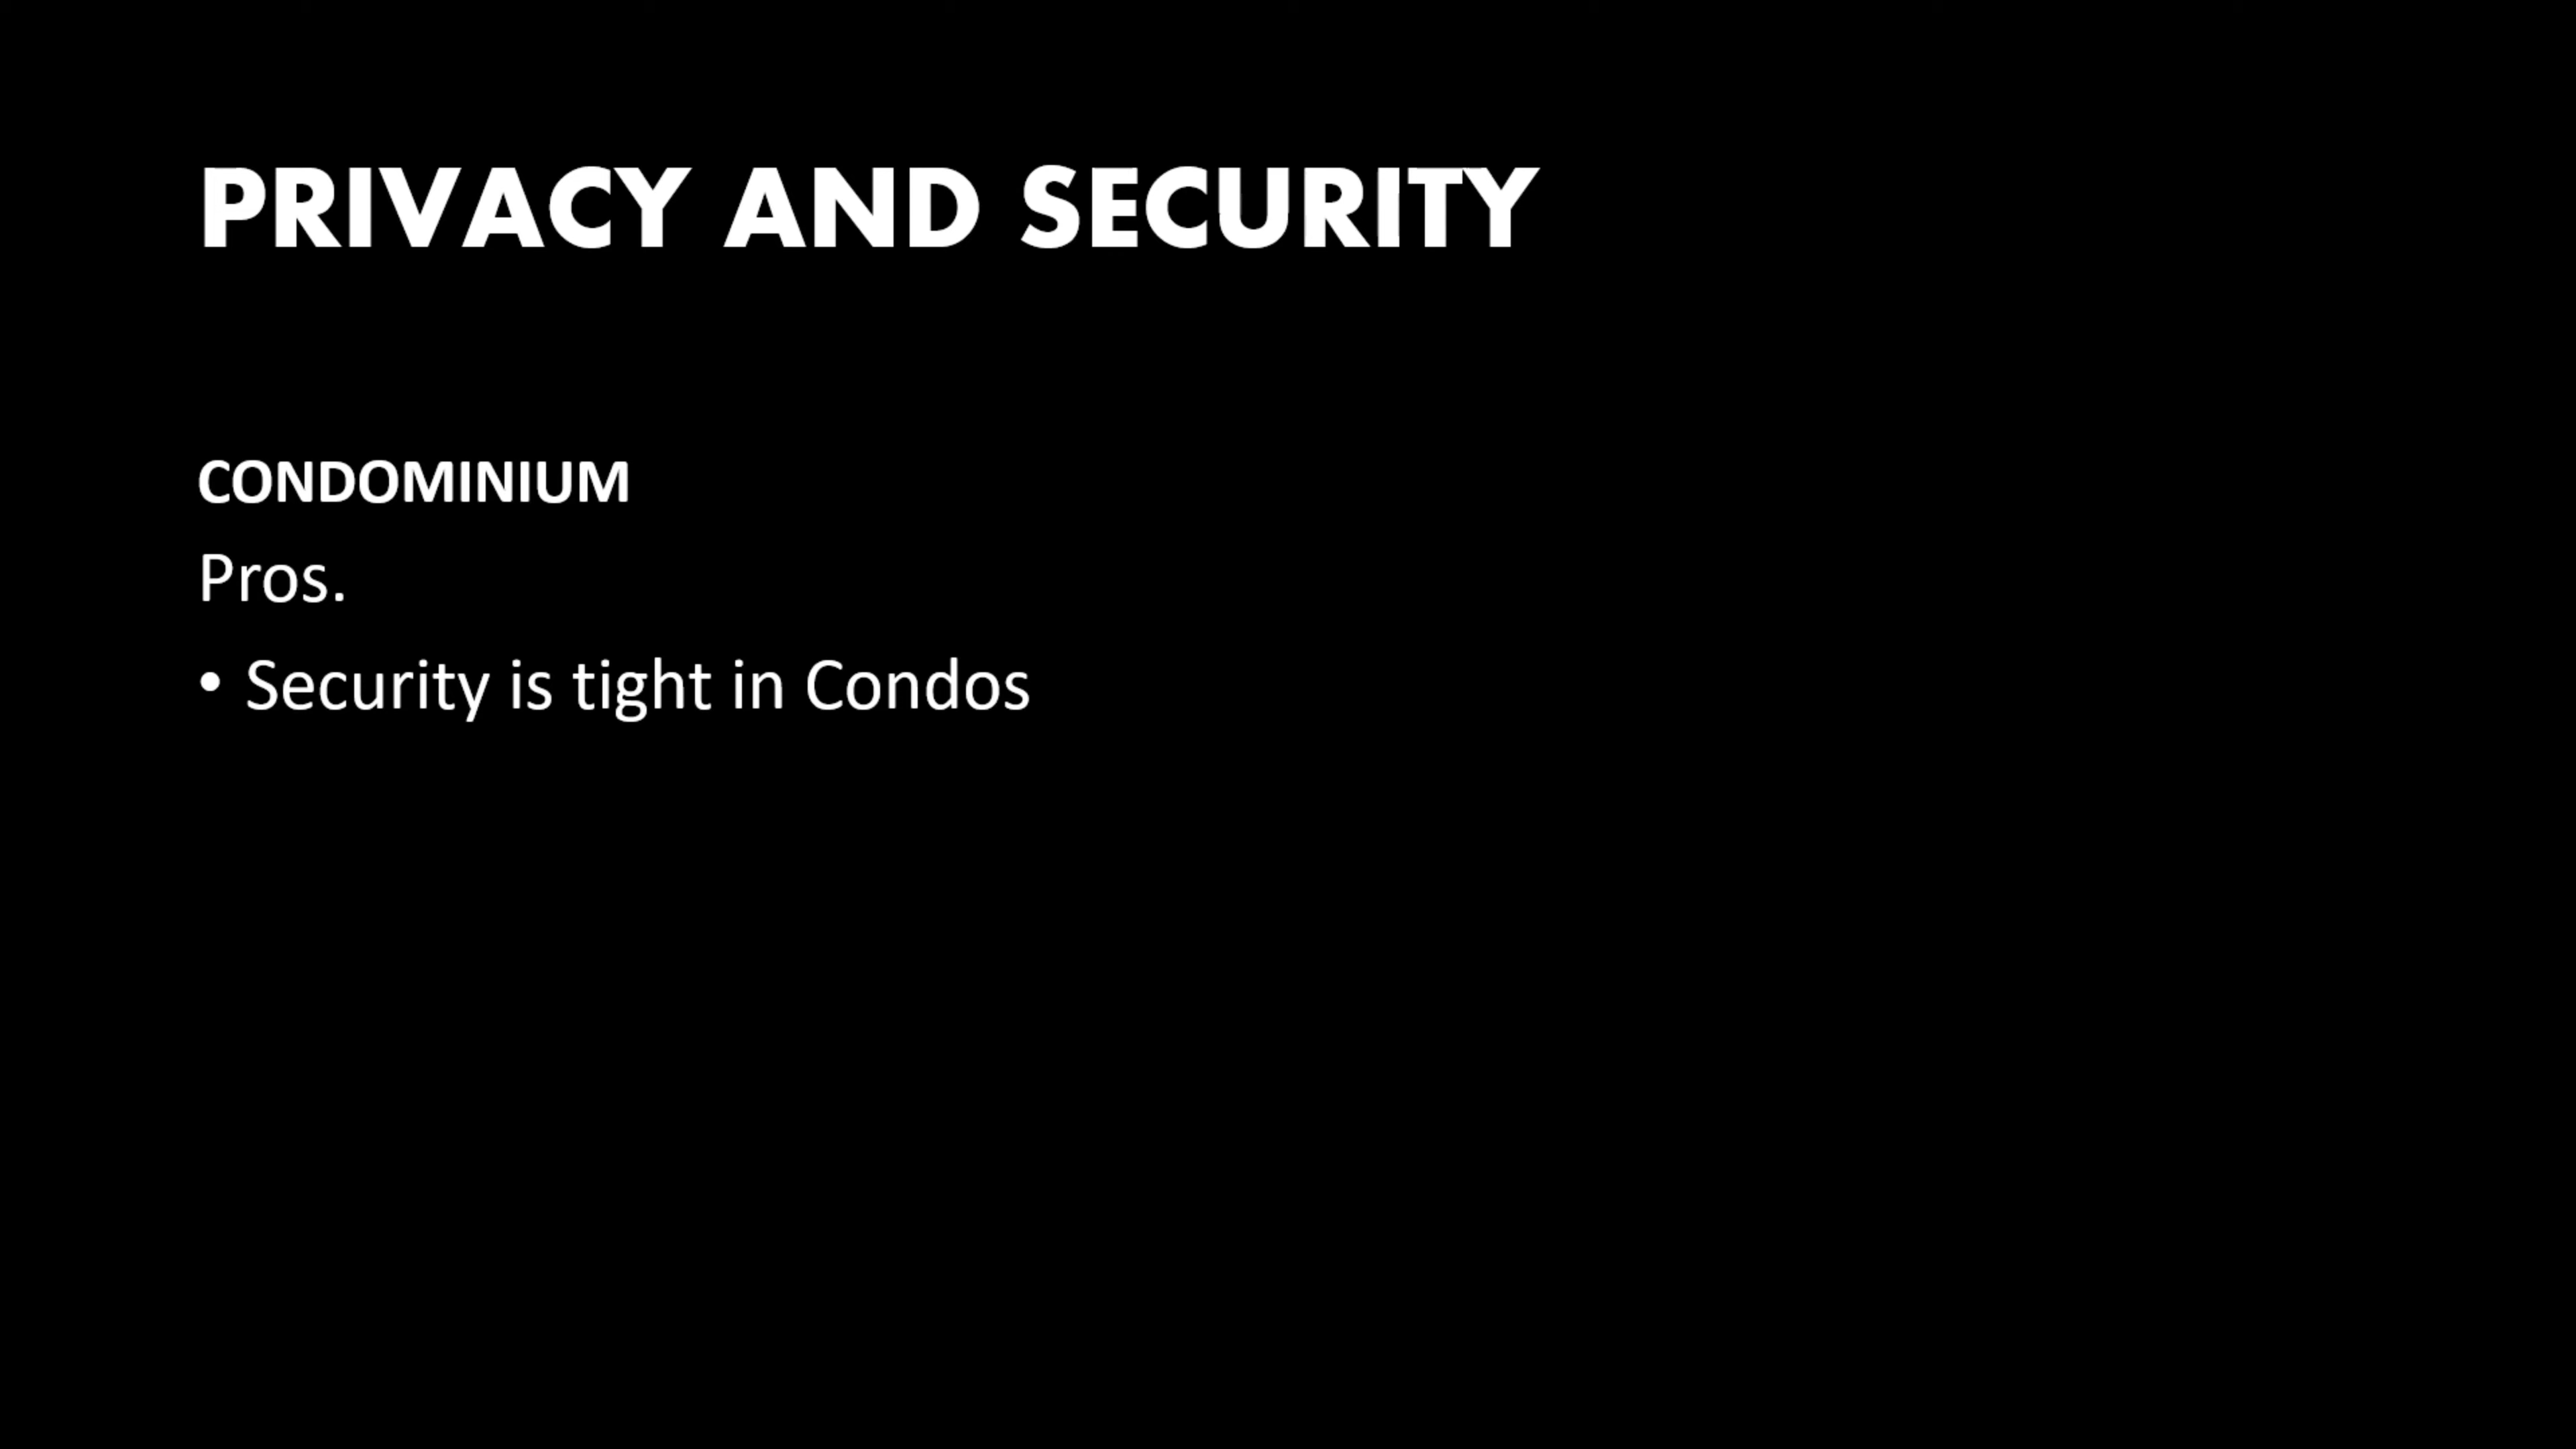 PRIVACY AND SECURITY
CONDOMINIUM
Pros.
• Security is tight in Condos